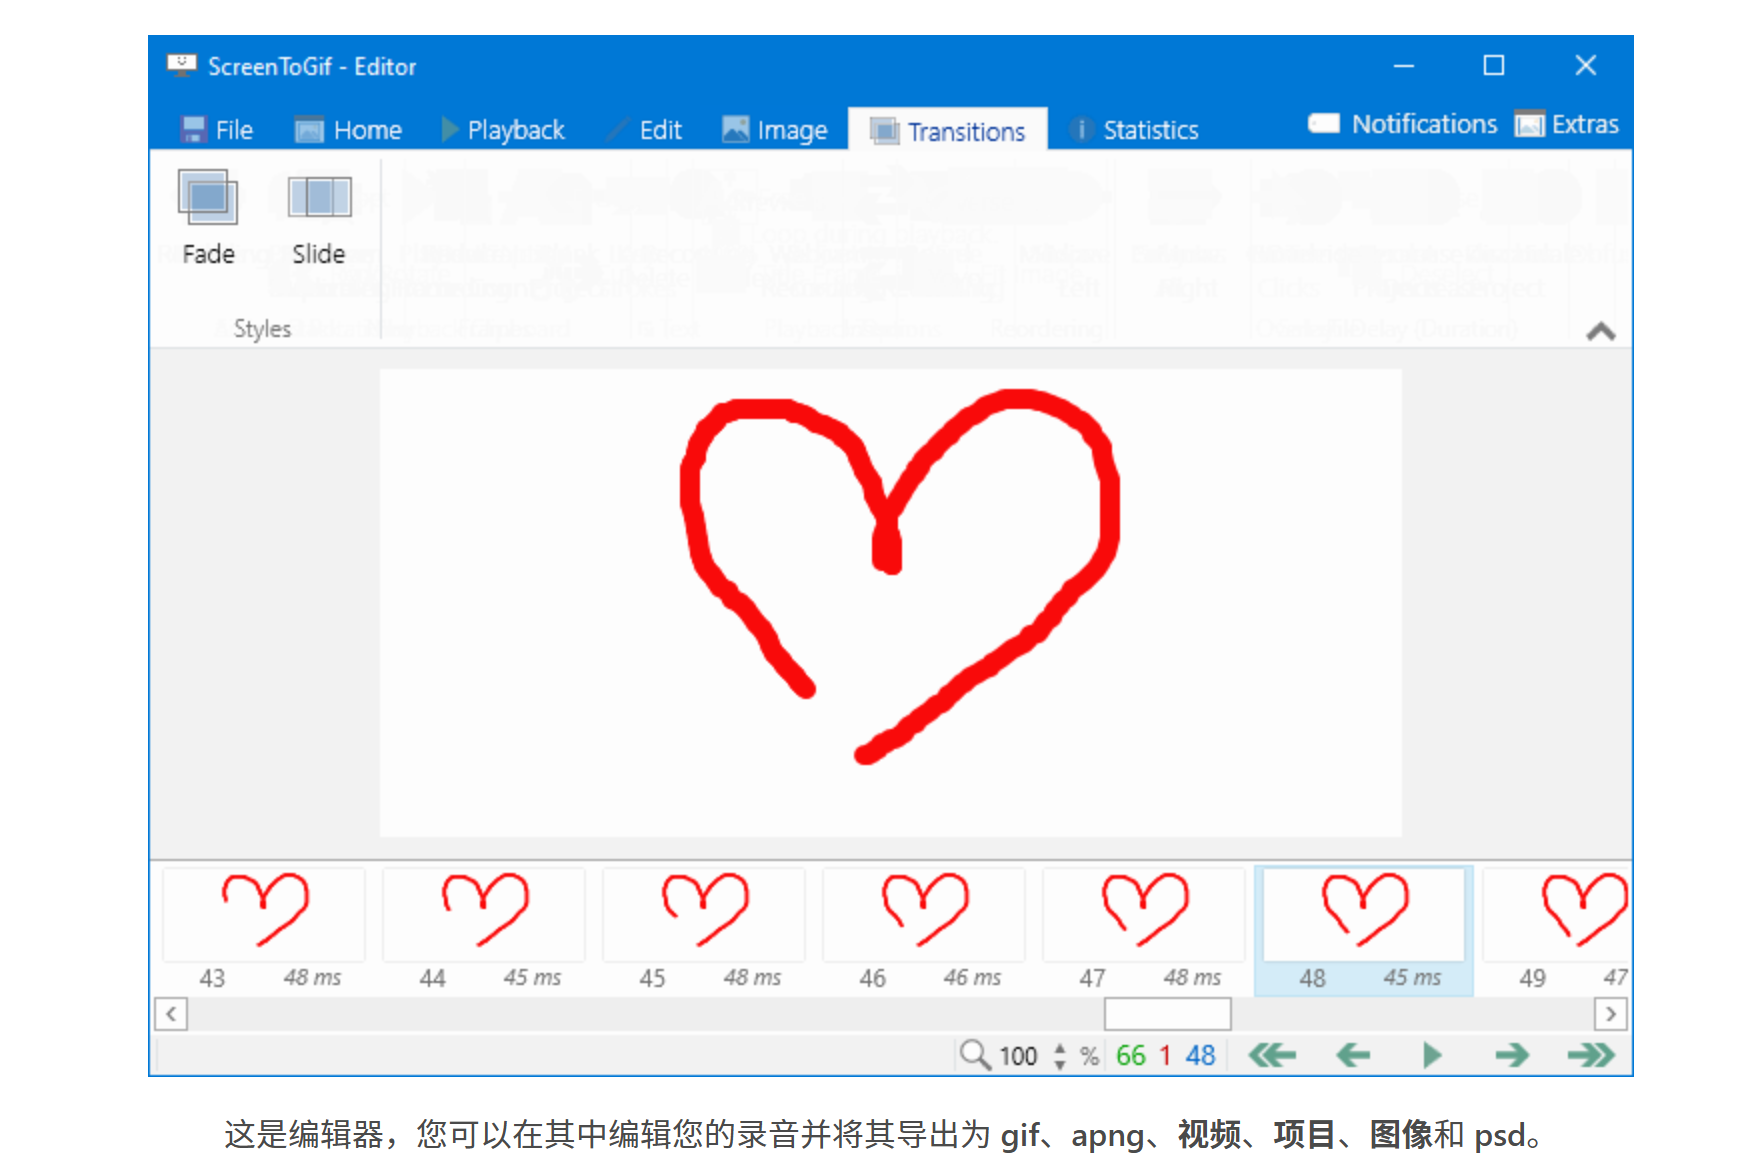 ScreenToGif - Editor
File Home Playback Edit Image Transitions Statistics Notifications Extras
Fade Slide
Styles
43 48 ms 44 45 ms 45 48 ms 46 46 ms 47 48 ms 48 45 ms 49 47
100 % 66 1 48
这是编辑器，您可以在其中编辑您的录音并将其导出为 gif、apng、视频、项目、图像和 psd。